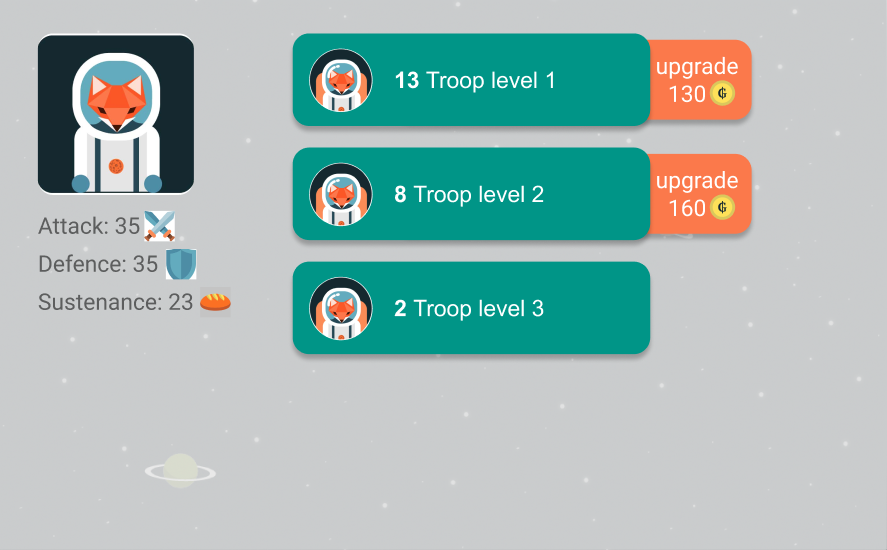 Attack: 35
Defence: 35
Sustenance: 23
13 Troop level 1
upgrade
130 ₲
8 Troop level 2
upgrade
160 ₲
2 Troop level 3